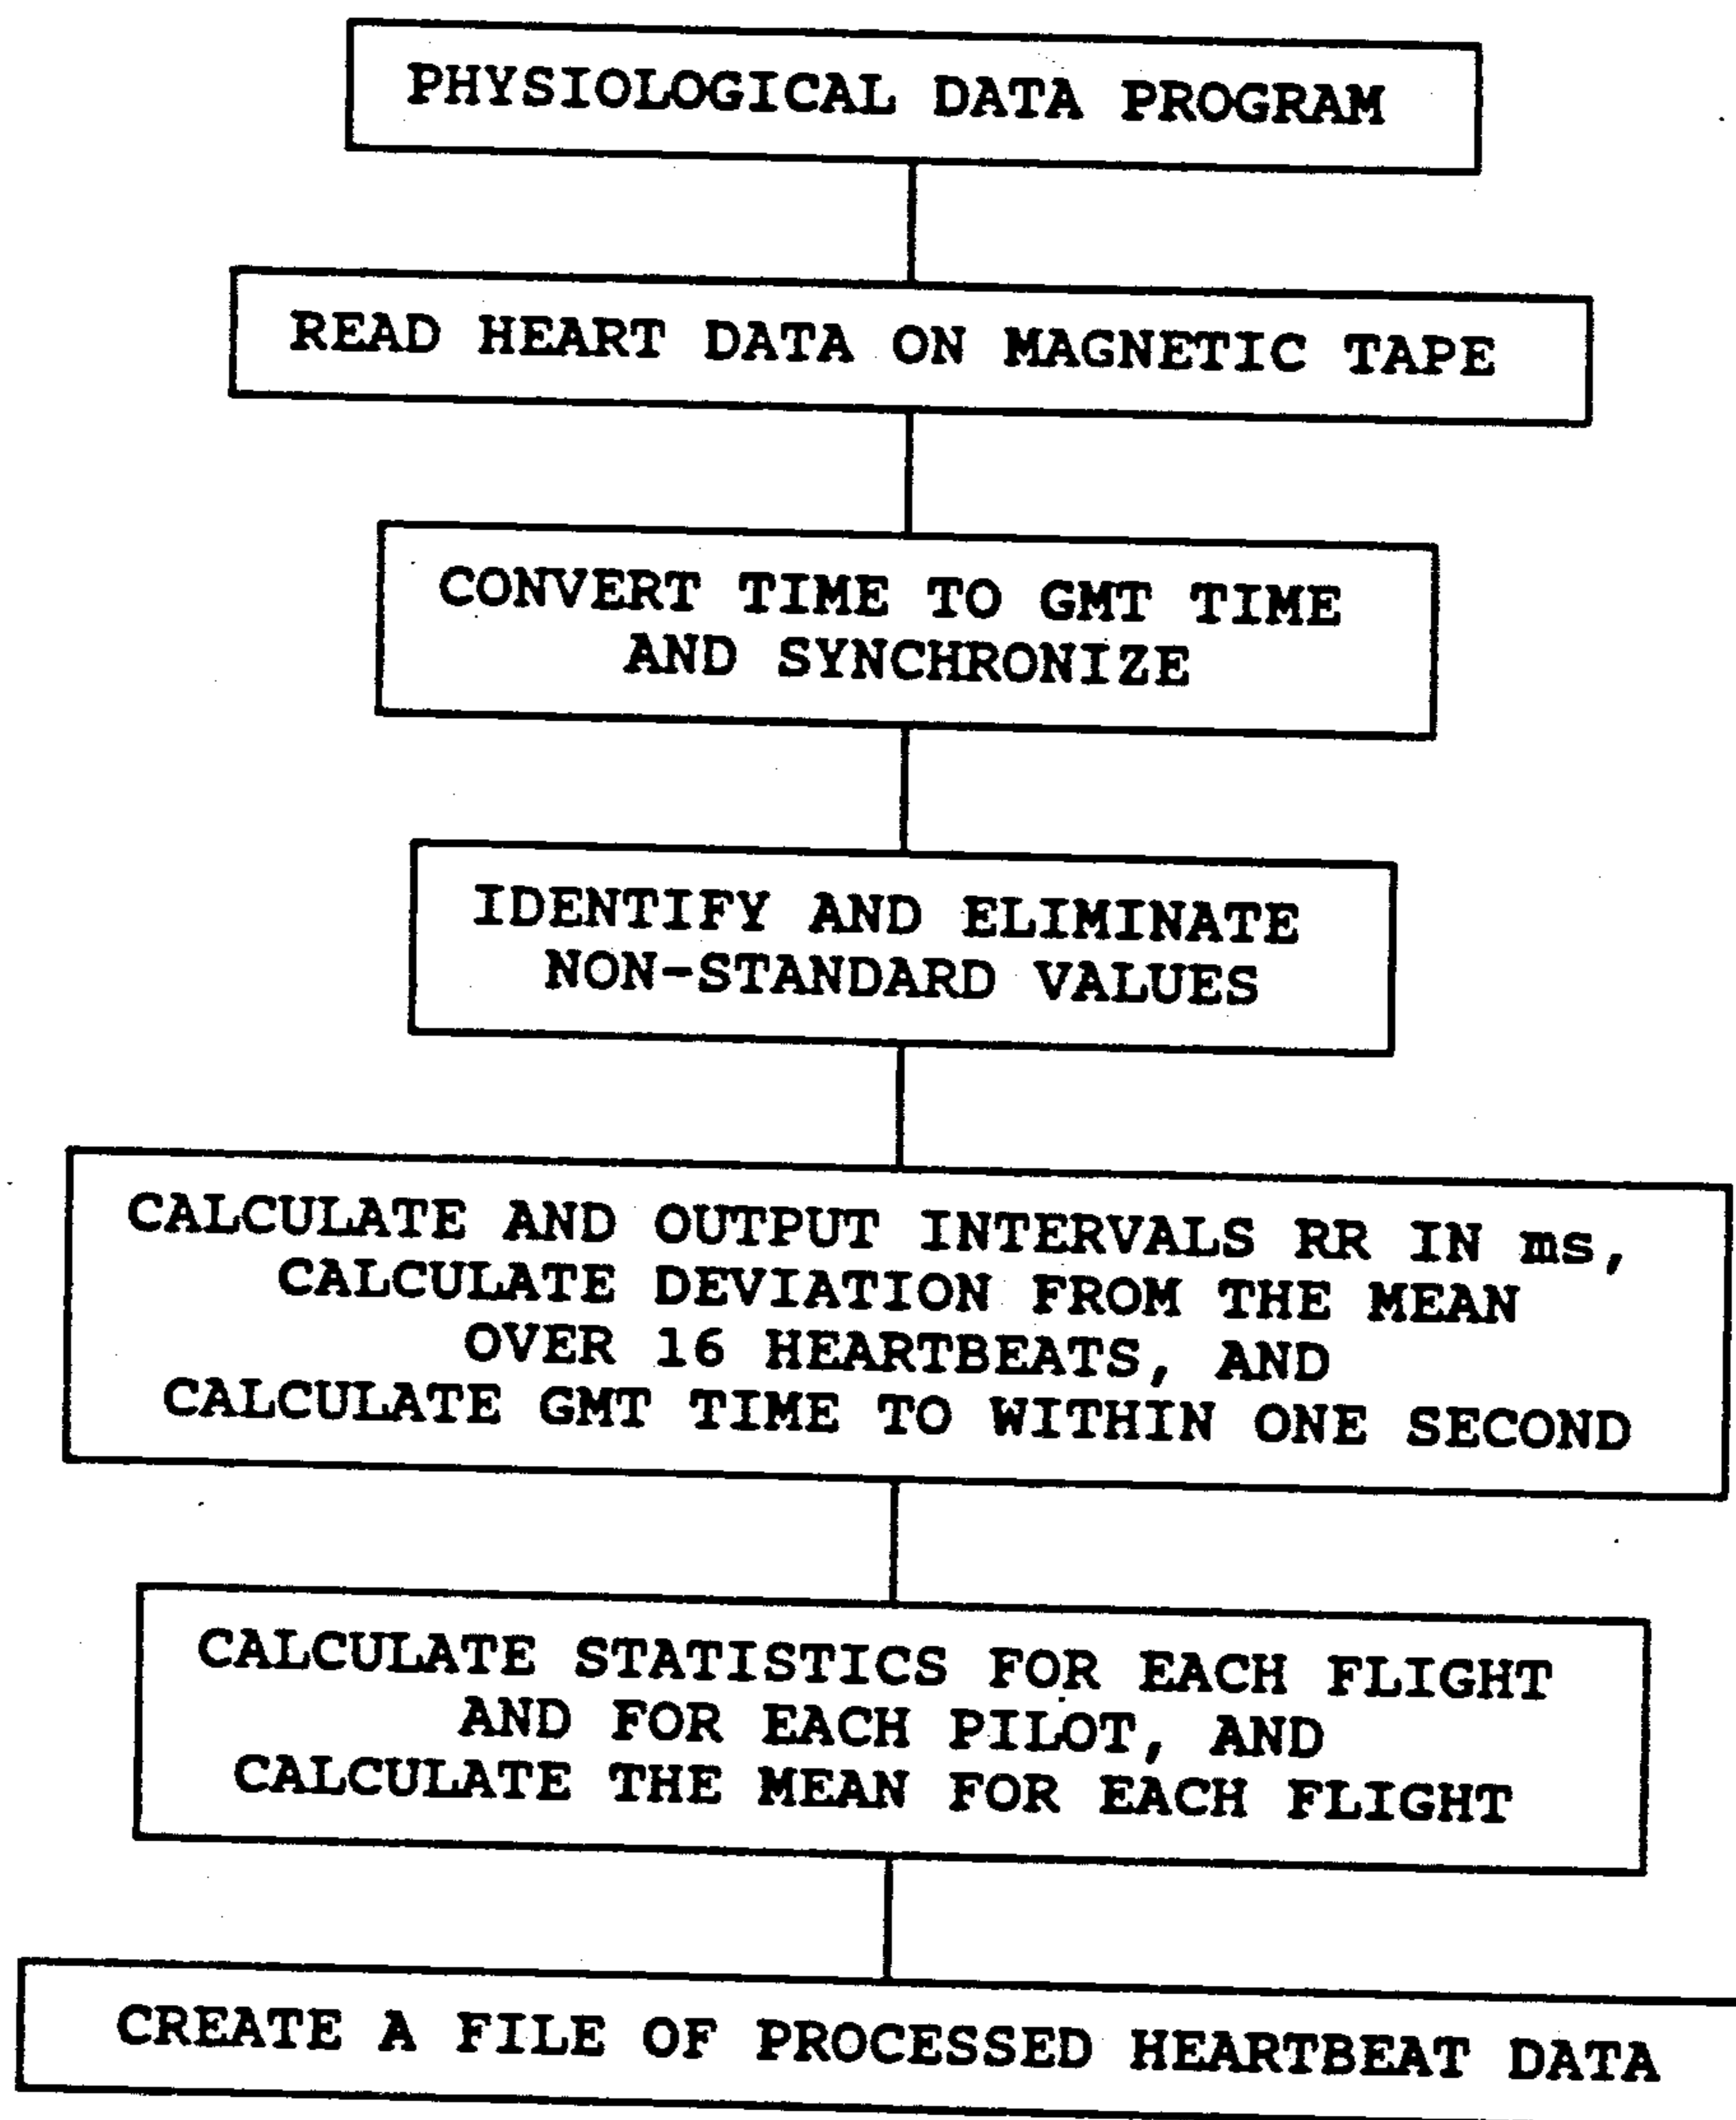 PHYSIOLOGICAL DATA PROGRAM
READ HEART DATA ON MAGNETIC TAPE
CONVERT TIME TO GMT TIME
AND SYNCHRONIZE
IDENTIFY AND ELIMINATE
NON-STANDARD VALUES
CALCULATE AND OUTPUT INTERVALS RR IN ms,
CALCULATE DEVIATION FROM THE MEAN
OVER 16 HEARTBEATS, AND
CALCULATE GMT TIME TO WITHIN ONE SECOND
CALCULATE STATISTICS FOR EACH FLIGHT
AND FOR EACH PILOT, AND
CALCULATE THE MEAN FOR EACH FLIGHT
CREATE A FILE OF PROCESSED HEARTBEAT DATA